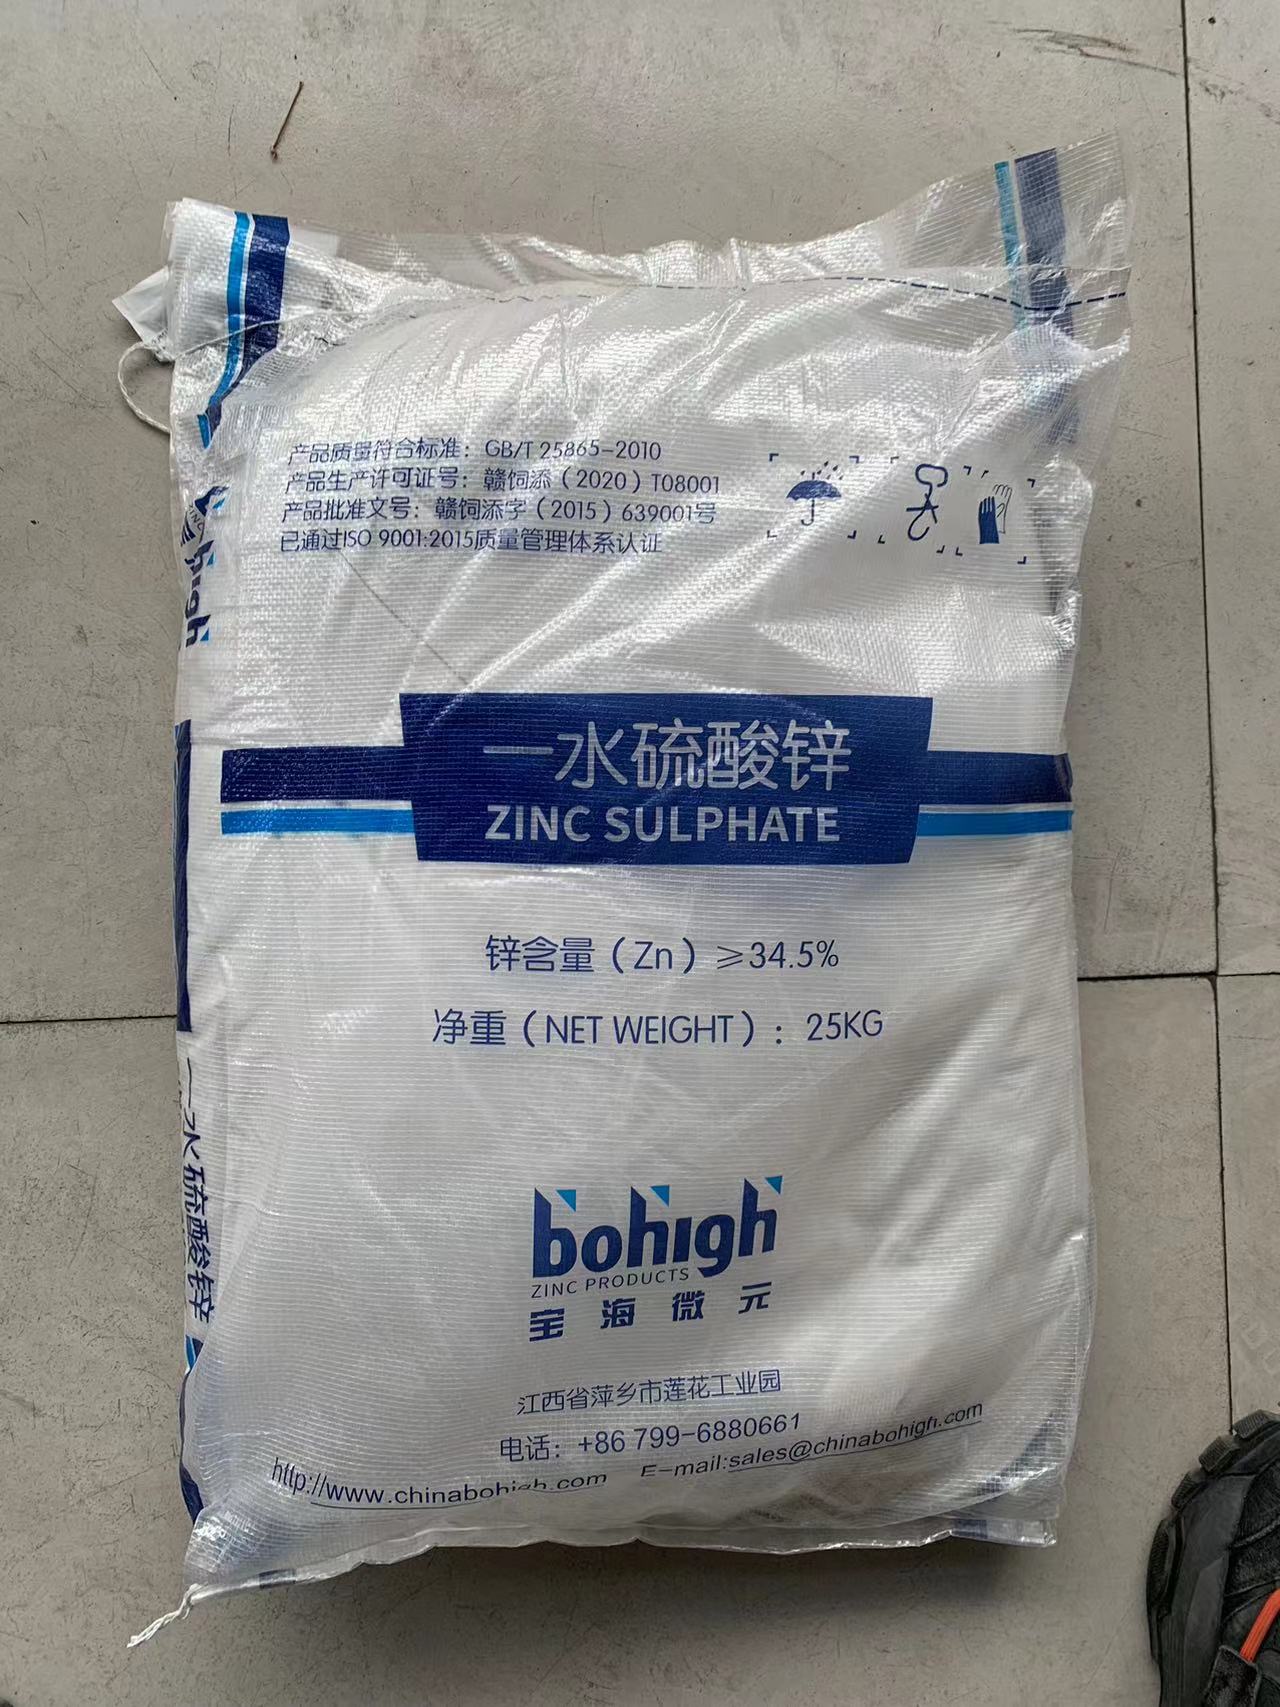 产品质量符合标准：GB/T 25865-2010
产品生产许可证号：赣饲添（2020）T08001
产品批准文号：赣饲添字（2015）639001号
已通过ISO 9001:2015质量管理体系认证
一水硫酸锌
ZINC SULPHATE
锌含量（Zn）≥34.5%
净重（NET WEIGHT）：25KG
bohigh
ZINC PRODUCTS
宝海微元
江西省萍乡市莲花工业园
电话：+86 799-6880661
http://www.chinabohigh.com E-mail:sales@chinabohigh.com
一水硫酸锌